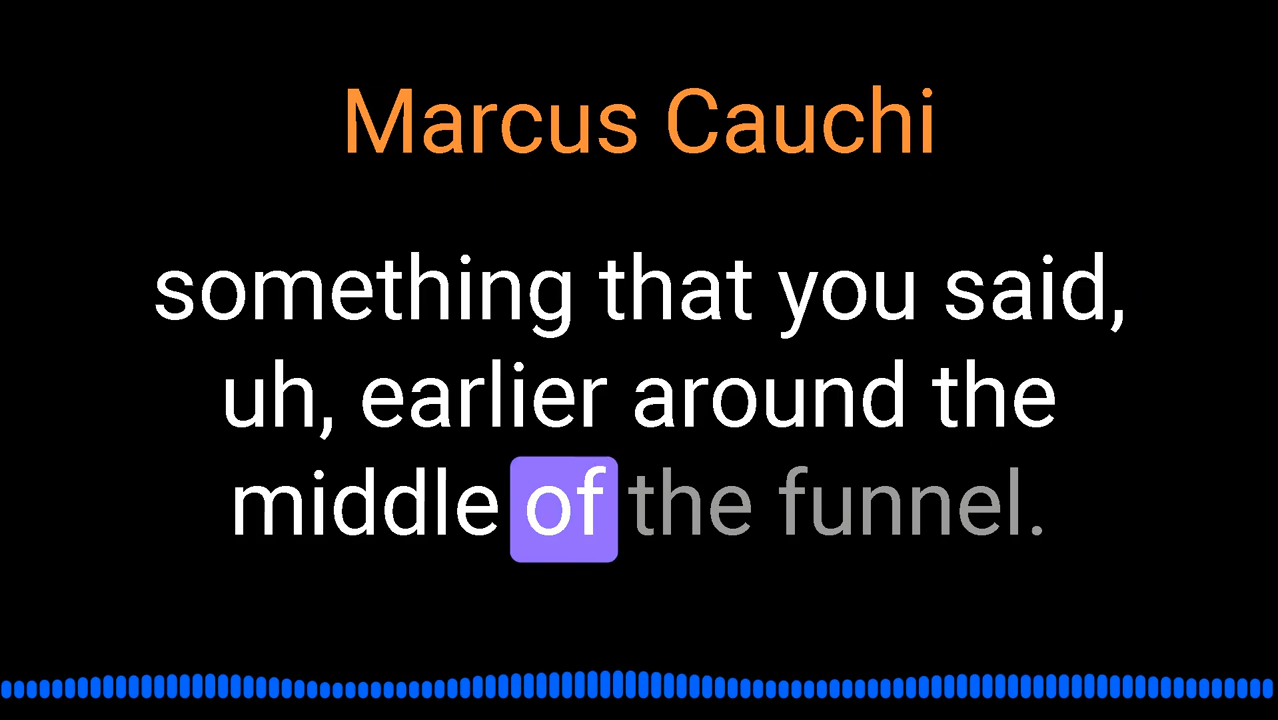 Marcus Cauchi
something that you said,
uh, earlier around the
middle of the funnel.